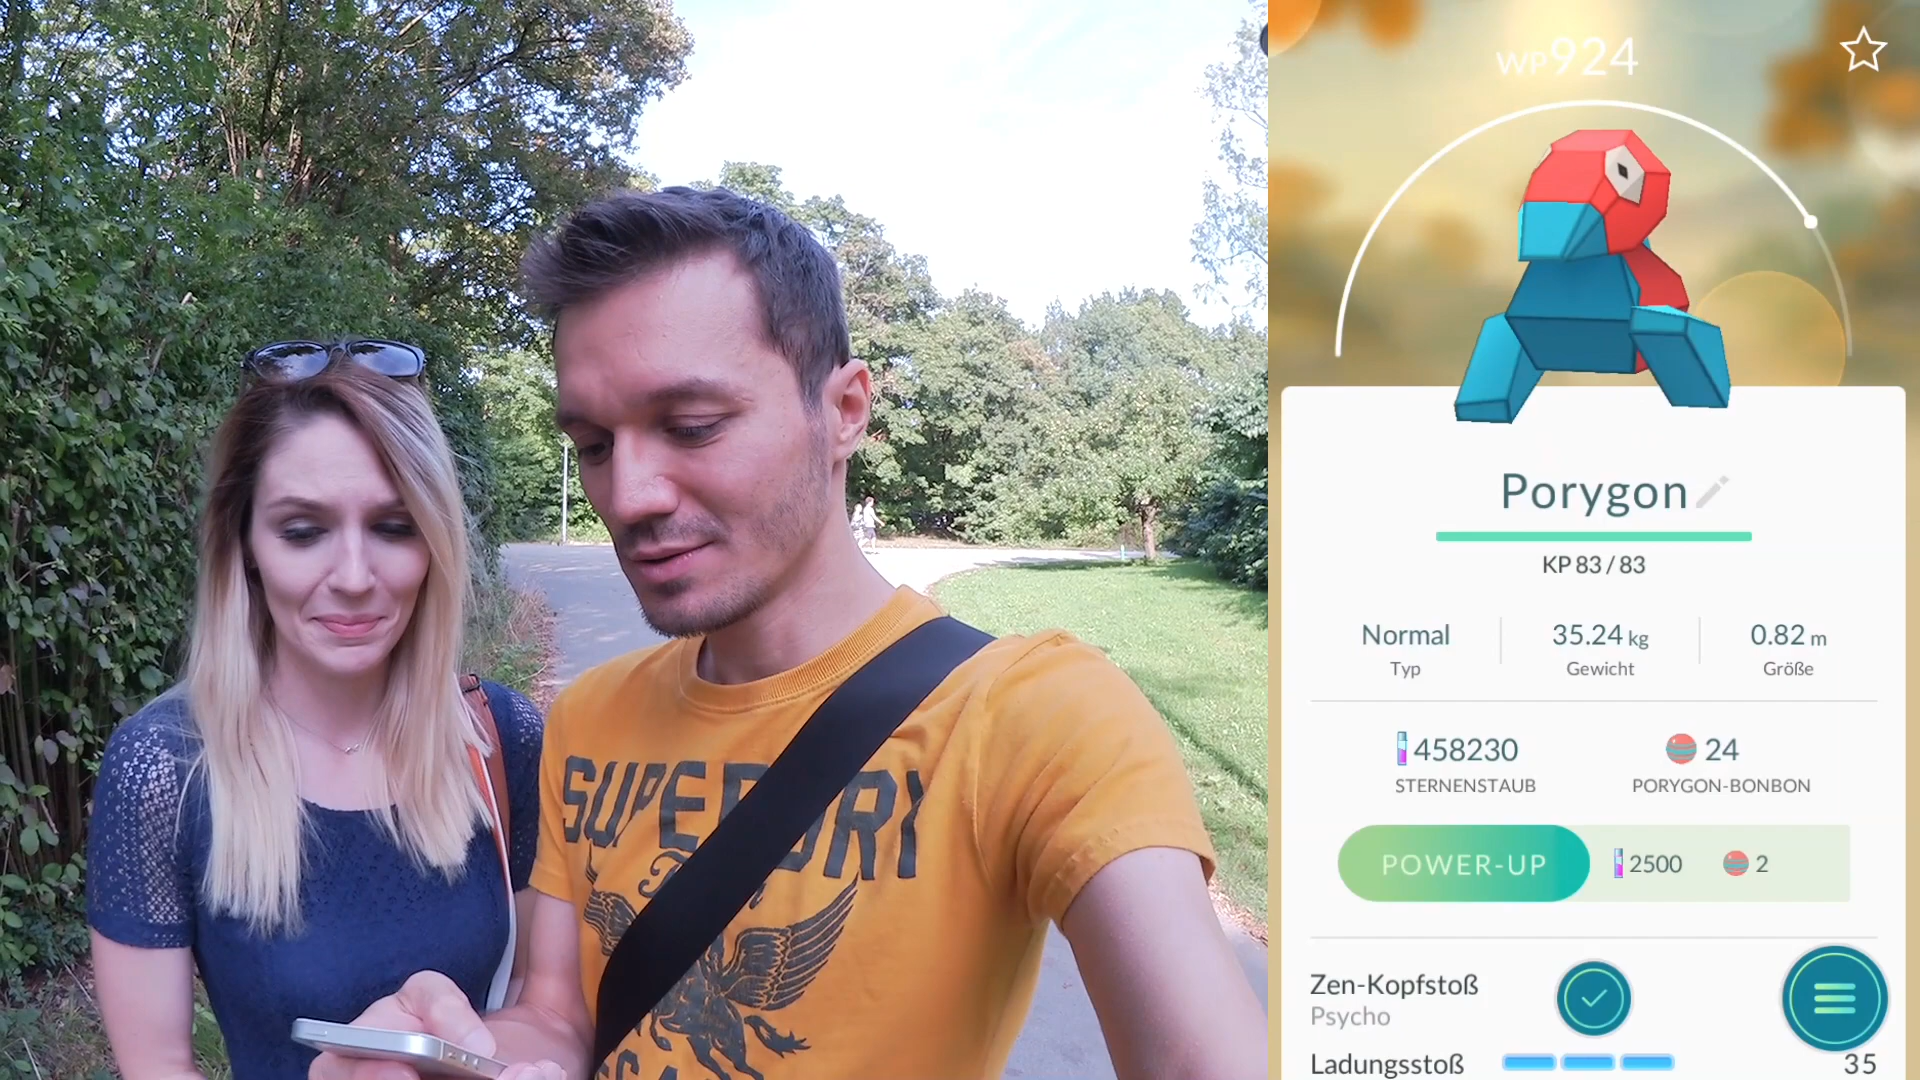 SUPERDRY
WP924
Porygon
KP 83 / 83
Normal 35.24 kg 0.82 m
Typ Gewicht Größe
458230 24
STERNENSTAUB PORYGON-BONBON
POWER-UP 2500 2
Zen-Kopfstoß
Psycho
Ladungsstoß 35